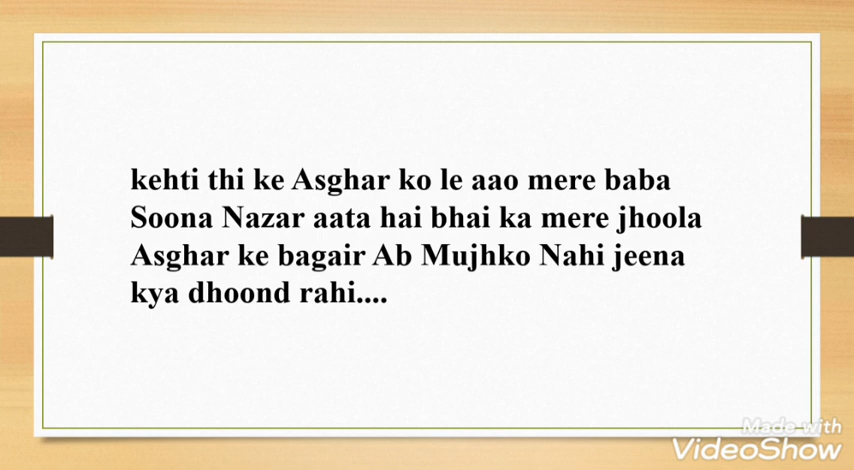 kehti thi ke Asghar ko le aao mere baba
Soona Nazar aata hai bhai ka mere jhoola
Asghar ke bagair Ab Mujhko Nahi jeena
kya dhoond rahi....
Made with
VideoShow